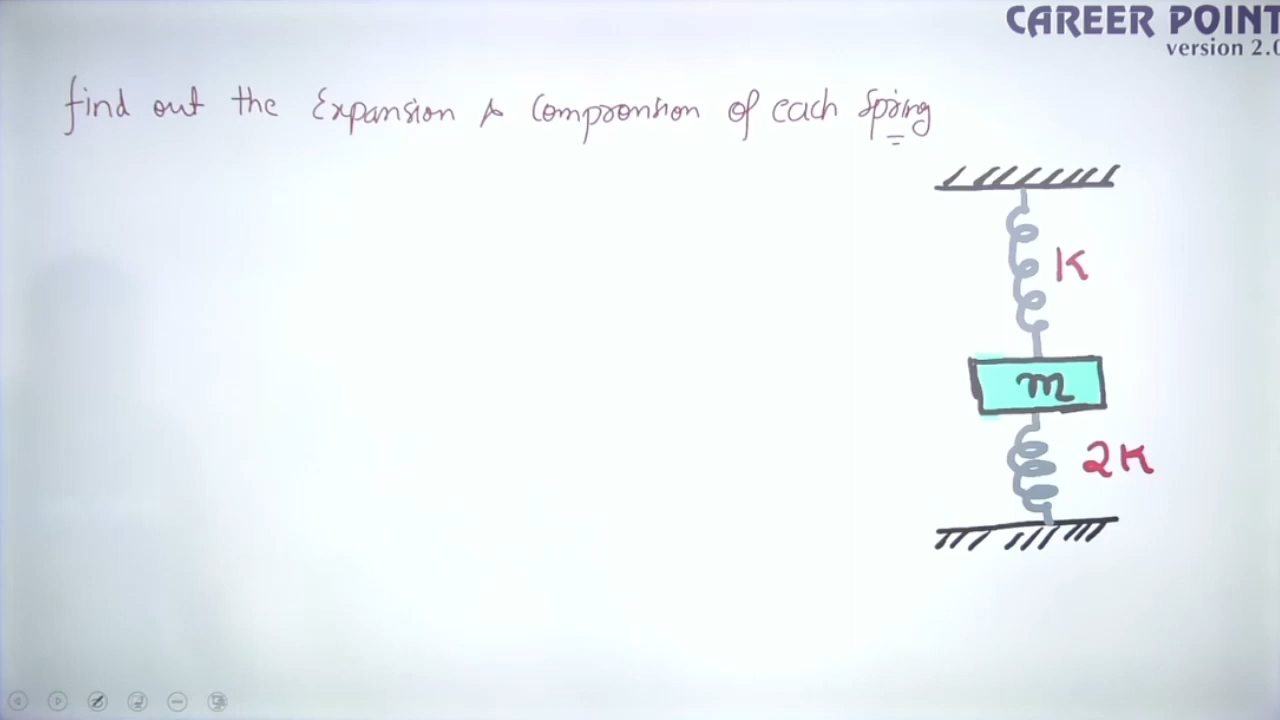 CAREER POINT
version 2.0
find out the Expansion & Compression of each Spring
K
m
2K